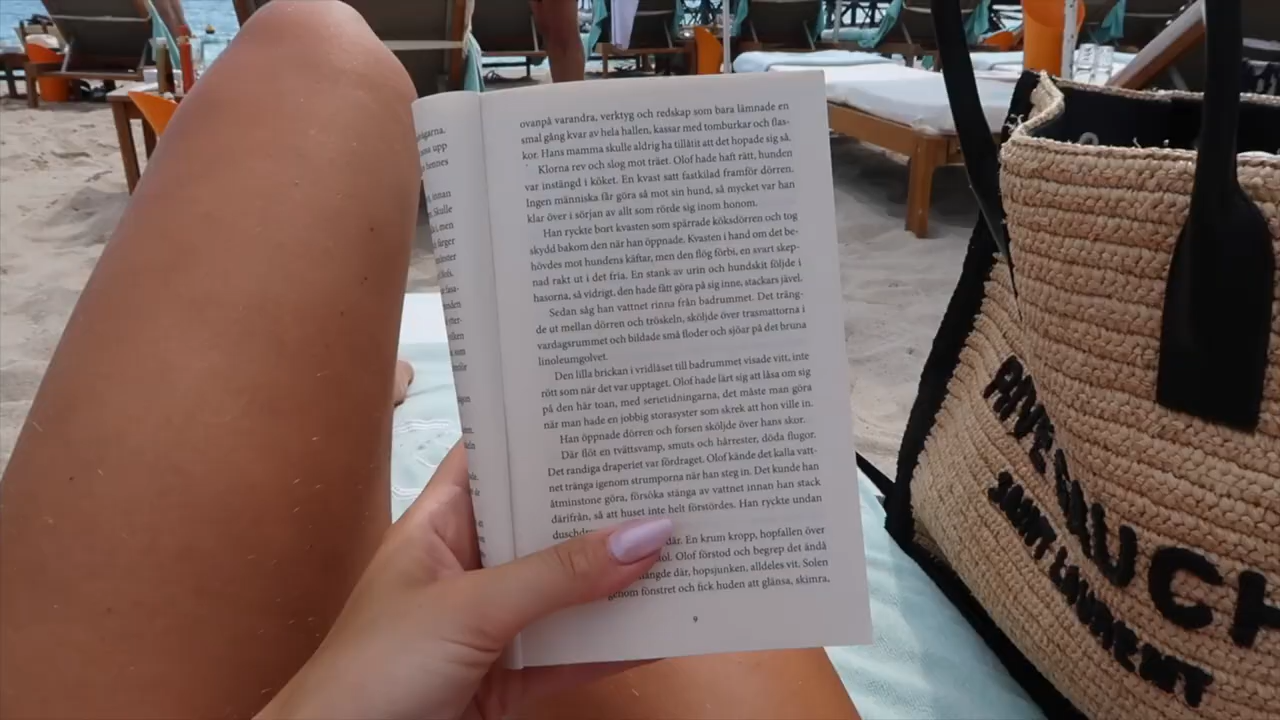 ovanpå varandra, verktyg och redskap som bara lämnade en
smal gång kvar av hela hallen, kassar med tomburkar och flas-
kor. Hans mamma skulle aldrig ha tillåtit att det hopade sig så.
Klorna rev och slog mot träet. Olof hade haft rätt, hunden
var instängd i köket. En kvast satt fastkilad framför dörren.
Ingen människa får göra så mot sin hund, så mycket var han
klar över i sörjan av allt som rörde sig inom honom.
Han ryckte bort kvasten som spärrade köksdörren och tog
skydd bakom den när han öppnade. Kvasten i hand om det be-
hövdes mot hundens käftar, men den flög förbi, en svart skep-
nad rakt ut i det fria. En stank av urin och hundskit följde i
hasorna, så vidrigt, den hade fått göra på sig inne, stackars jävel.
Sedan såg han vattnet rinna från badrummet. Det träng-
de ut mellan dörren och tröskeln, sköljde över trasmattorna i
vardagsrummet och bildade små floder och sjöar på det bruna
linoleumgolvet.
Den lilla brickan i vridlåset till badrummet visade vitt, inte
rött som när det var upptaget. Olof hade lärt sig att låsa om sig
på den här toan, med serietidningarna, det måste man göra
när man hade en jobbig storasyster som skrek att hon ville in.
Han öppnade dörren och forsen sköljde över hans skor.
Där flöt en tvättsvamp, smuts och hårrester, döda flugor.
Det randiga draperiet var fördraget. Olof kände det kalla vatt-
net tränga igenom strumporna när han steg in. Det kunde han
åtminstone göra, försöka stänga av vattnet innan han stack
därifrån, så att huset inte helt förstördes. Han ryckte undan
där. En krum kropp, hopfallen över
Olof förstod och begrep det ändå
där, hopsjunken, alldeles vit. Solen
genom fönstret och fick huden att glänsa, skimra,
9
RIVE GAUCH
SAINT LAURENT